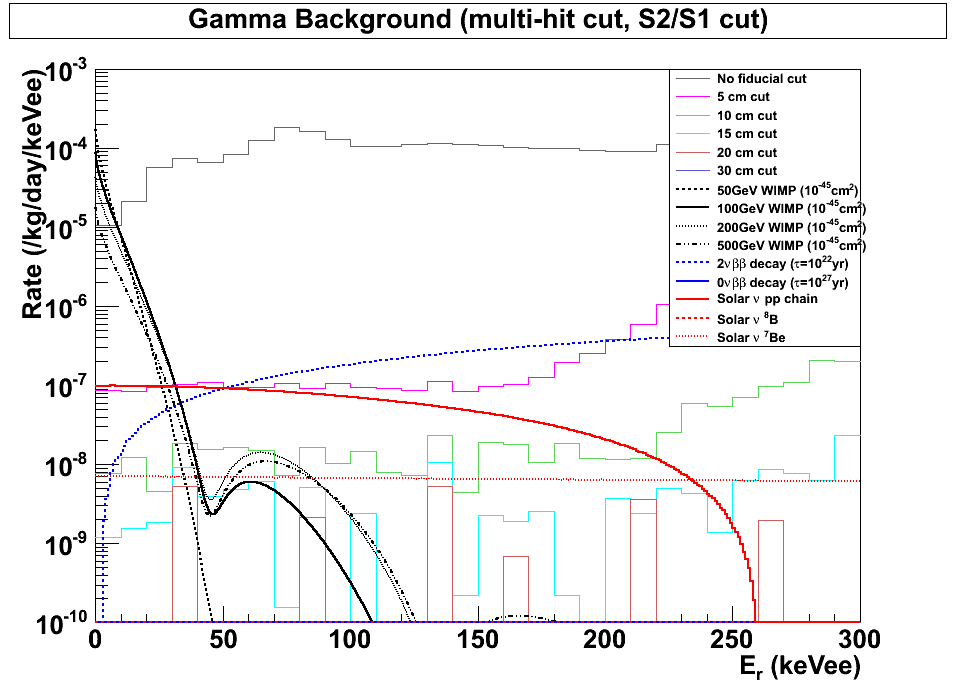 Gamma Background (multi-hit cut, S2/S1 cut)
Rate (/kg/day/keVee)
10⁻³
10⁻⁴
10⁻⁵
10⁻⁶
10⁻⁷
10⁻⁸
10⁻⁹
10⁻¹⁰
No fiducial cut
5 cm cut
10 cm cut
15 cm cut
20 cm cut
30 cm cut
50GeV WIMP (10⁻⁴⁵cm²)
100GeV WIMP (10⁻⁴⁵cm²)
200GeV WIMP (10⁻⁴⁵cm²)
500GeV WIMP (10⁻⁴⁵cm²)
2νββ decay (τ=10²²yr)
0νββ decay (τ=10²⁷yr)
Solar ν pp chain
Solar ν ⁸B
Solar ν ⁷Be
0 50 100 150 200 250 300
Eᵣ (keVee)